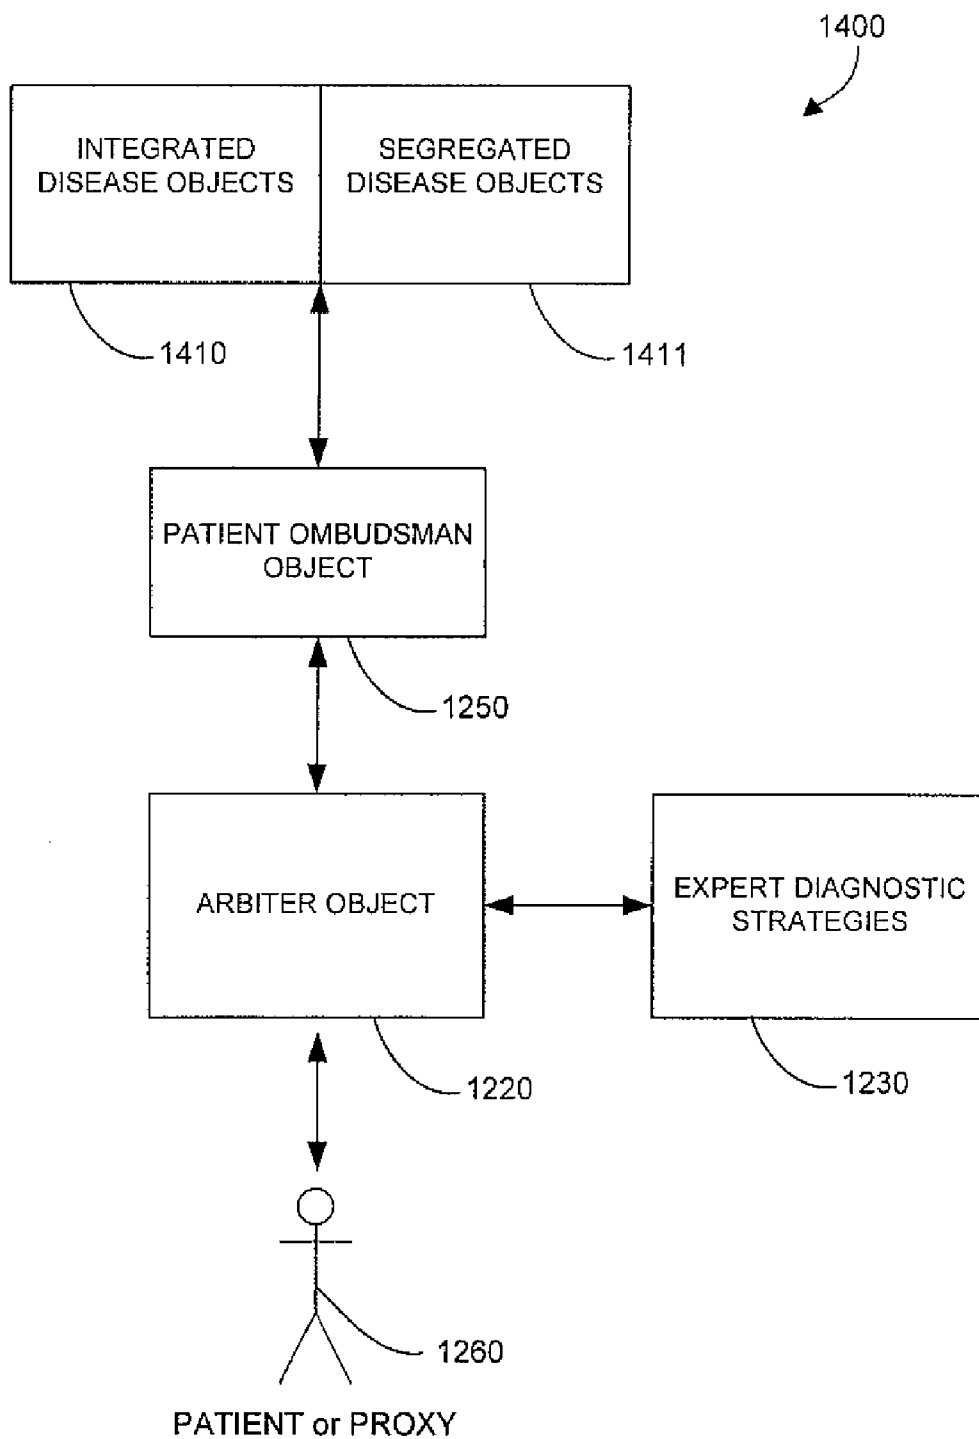 1400
INTEGRATED
DISEASE OBJECTS
SEGREGATED
DISEASE OBJECTS
1410
1411
PATIENT OMBUDSMAN
OBJECT
1250
ARBITER OBJECT
EXPERT DIAGNOSTIC
STRATEGIES
1220
1230
1260
PATIENT or PROXY